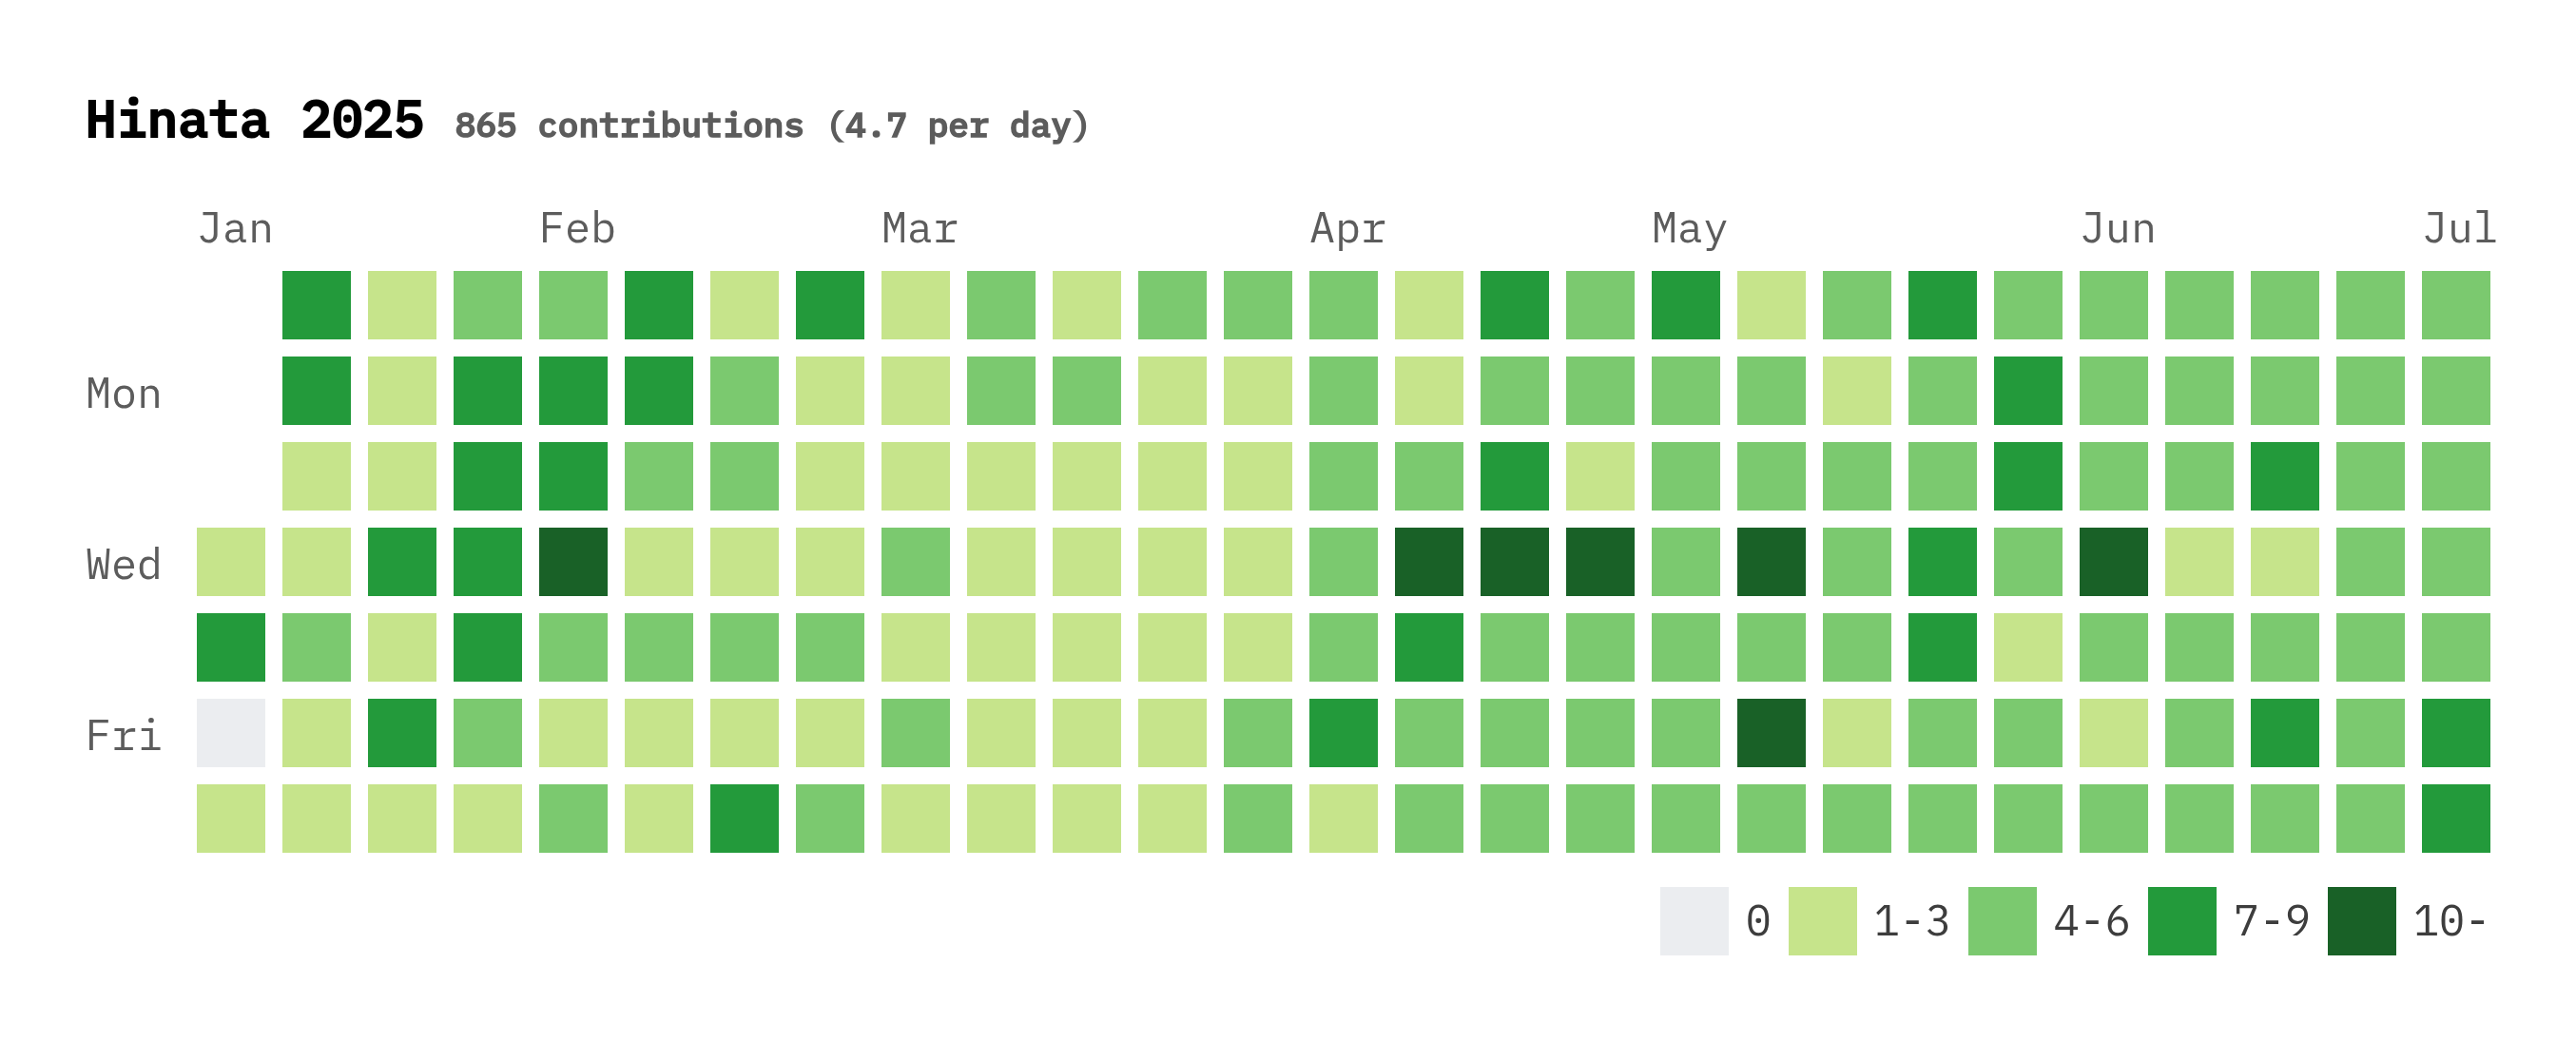 Hinata 2025 865 contributions (4.7 per day)
Jan Feb Mar Apr May Jun Jul
Mon
Wed
Fri
0 1-3 4-6 7-9 10-